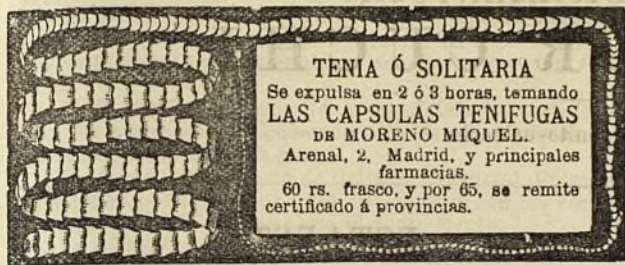 TENIA Ó SOLITARIA
Se expulsa en 2 ó 3 horas, temando
LAS CAPSULAS TENIFUGAS
DE MORENO MIQUEL.
Arenal, 2, Madrid, y principales
farmacias.
60 rs. frasco, y por 65, se remite
certificado á provincias.